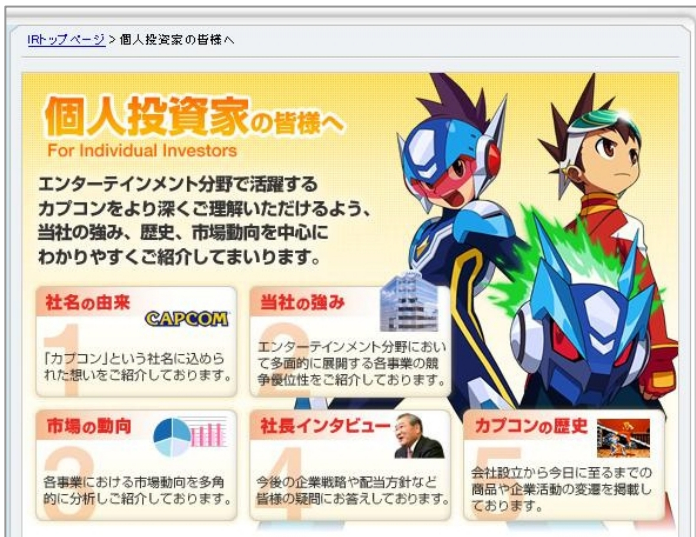 IRトップページ > 個人投資家の皆様へ
個人投資家の皆様へ
For Individual Investors
エンターテインメント分野で活躍する
カプコンをより深くご理解いただけるよう、
当社の強み、歴史、市場動向を中心に
わかりやすくご紹介してまいります。
1
社名の由来
CAPCOM
「カプコン」という社名に込めら
れた想いをご紹介しております。
2
当社の強み
エンターテインメント分野におい
て多面的に展開する各事業の競
争優位性をご紹介しております。
3
市場の動向
各事業における市場動向を多角
的に分析しご紹介しております。
4
社長インタビュー
今後の企業戦略や配当方針など
皆様の疑問にお答えしております。
5
カプコンの歴史
会社設立から今日に至るまでの
商品や企業活動の変遷を掲載し
ております。